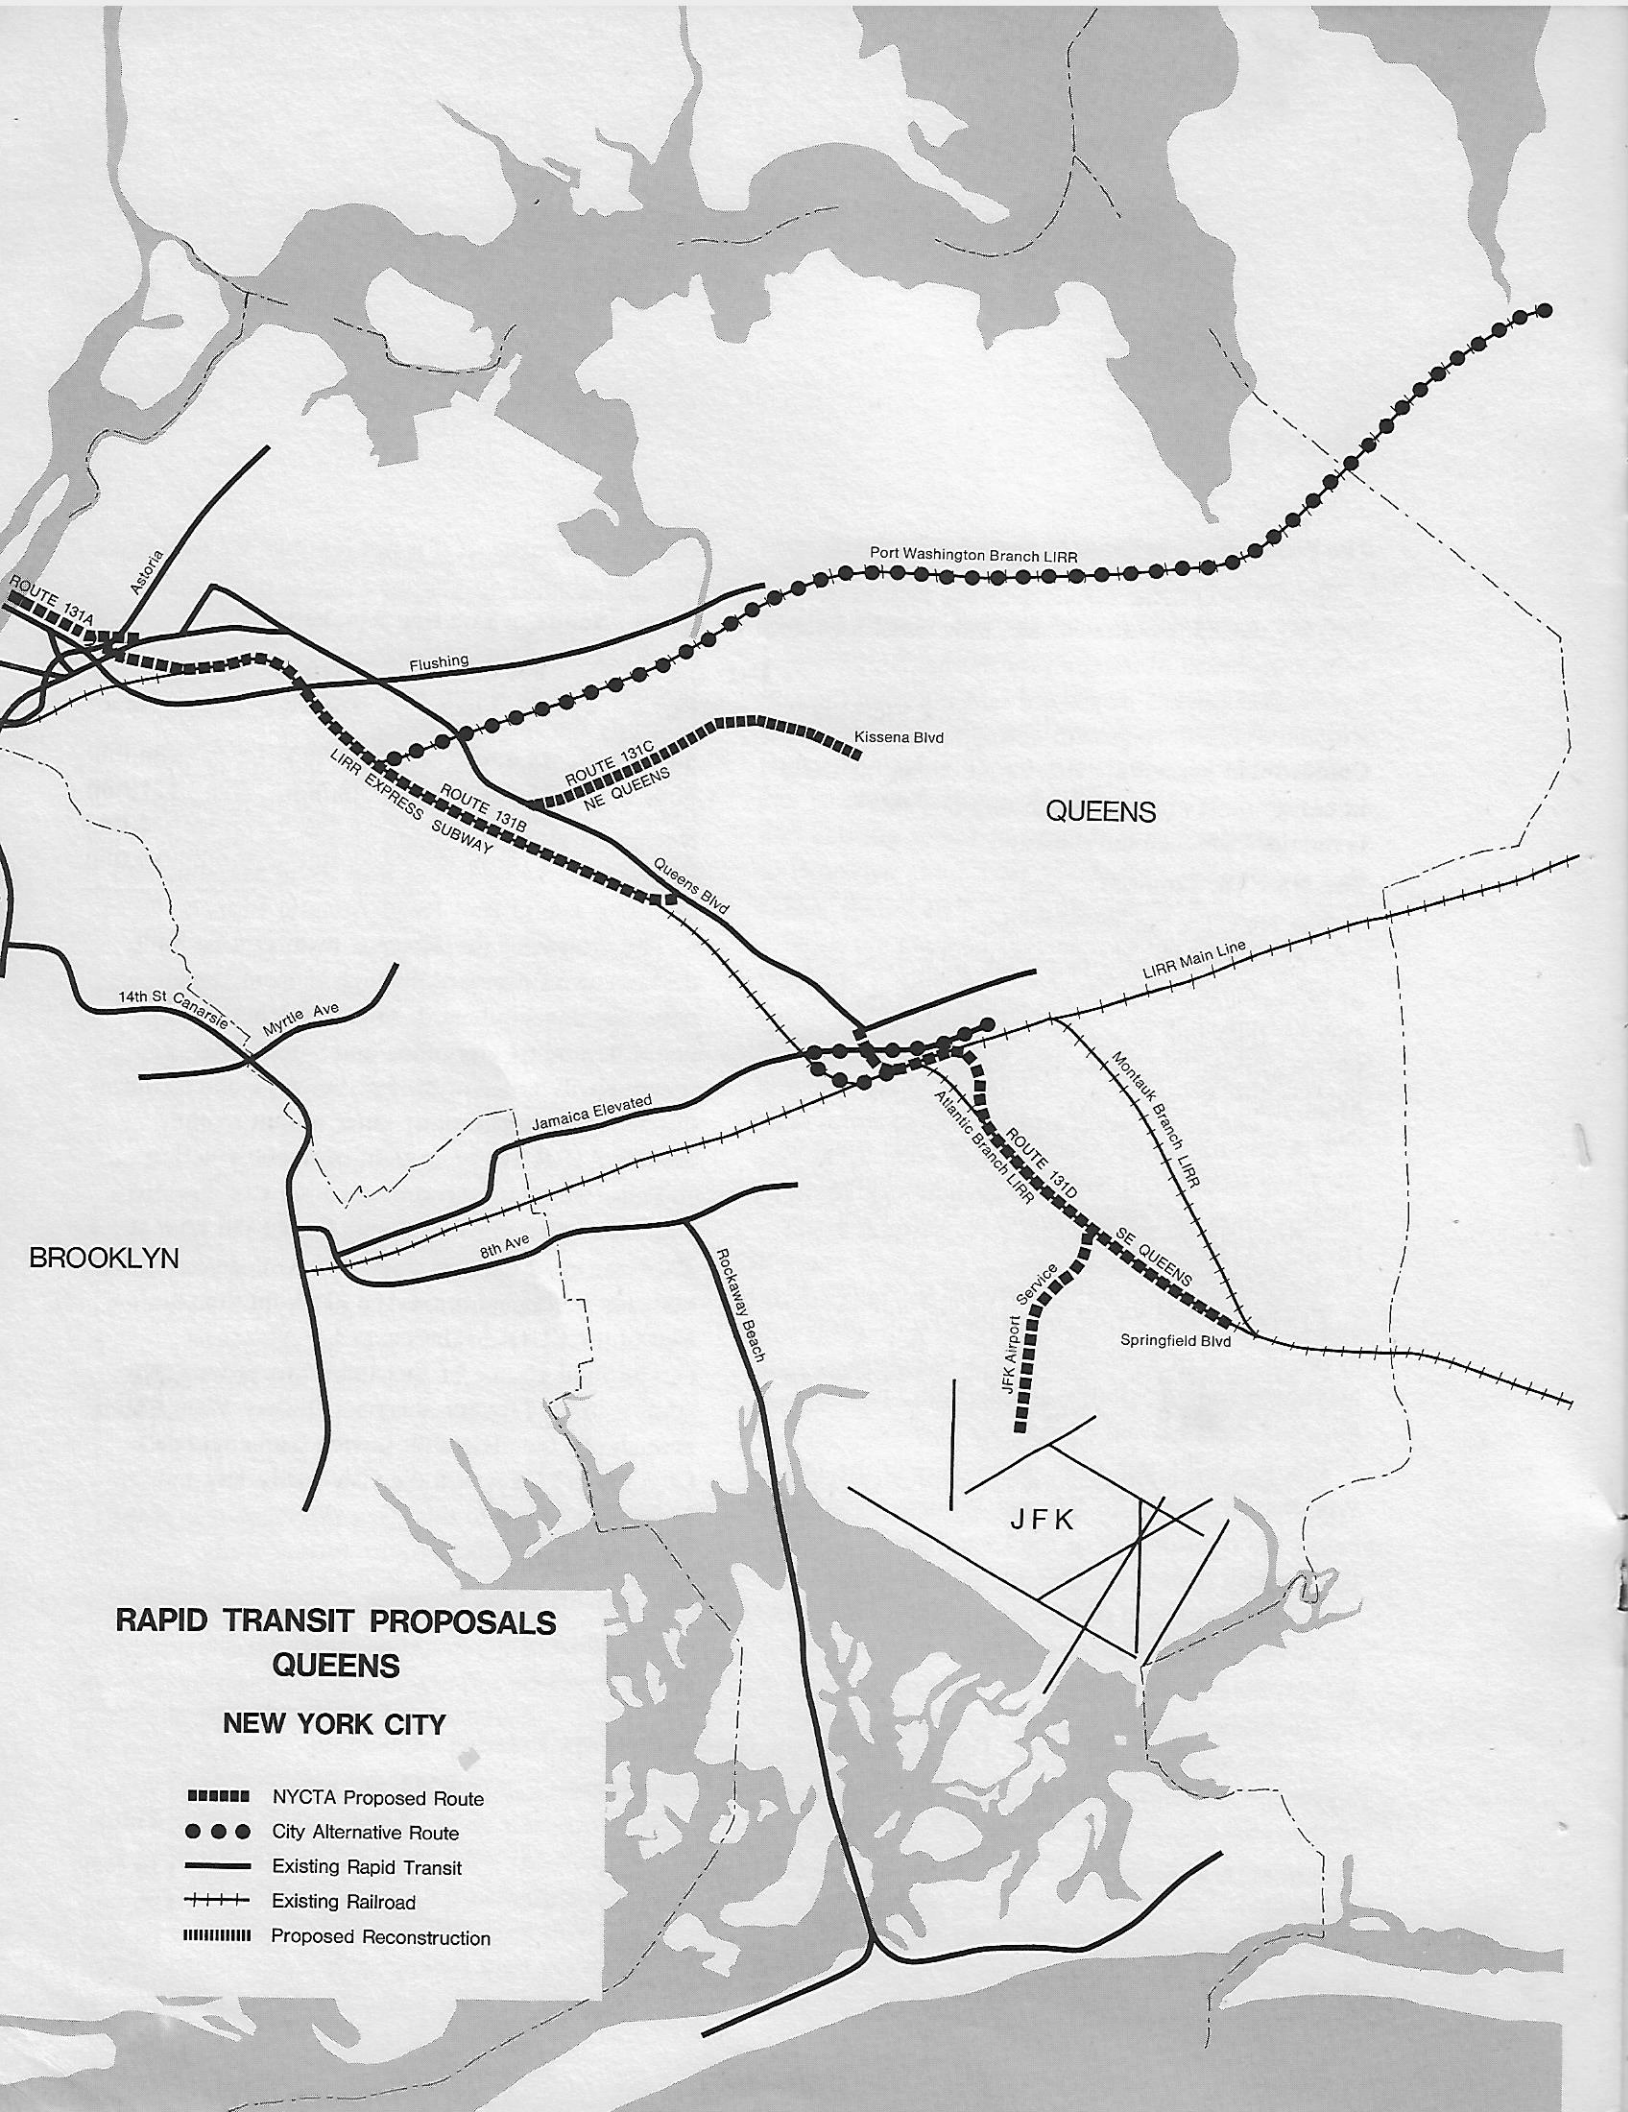 Port Washington Branch LIRR
Astoria
ROUTE 131A
Flushing
Kissena Blvd
ROUTE 131C
NE QUEENS
LIRR EXPRESS SUBWAY
ROUTE 131B
QUEENS
Queens Blvd
LIRR Main Line
14th St Canarsie
Myrtle Ave
Jamaica Elevated
Montauk Branch LIRR
Atlantic Branch LIRR
ROUTE 131D
SE QUEENS
BROOKLYN
8th Ave
Rockaway Beach
JFK Airport Service
Springfield Blvd
JFK
RAPID TRANSIT PROPOSALS
QUEENS
NEW YORK CITY
NYCTA Proposed Route
City Alternative Route
Existing Rapid Transit
Existing Railroad
Proposed Reconstruction